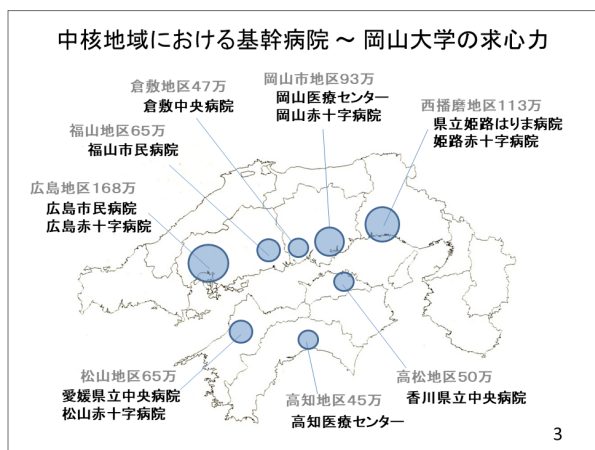 中核地域における基幹病院 ～ 岡山大学の求心力
倉敷地区47万
倉敷中央病院
岡山市地区93万
岡山医療センター
岡山赤十字病院
西播磨地区113万
県立姫路はりま病院
姫路赤十字病院
福山地区65万
福山市民病院
広島地区168万
広島市民病院
広島赤十字病院
松山地区65万
愛媛県立中央病院
松山赤十字病院
高知地区45万
高知医療センター
高松地区50万
香川県立中央病院
3